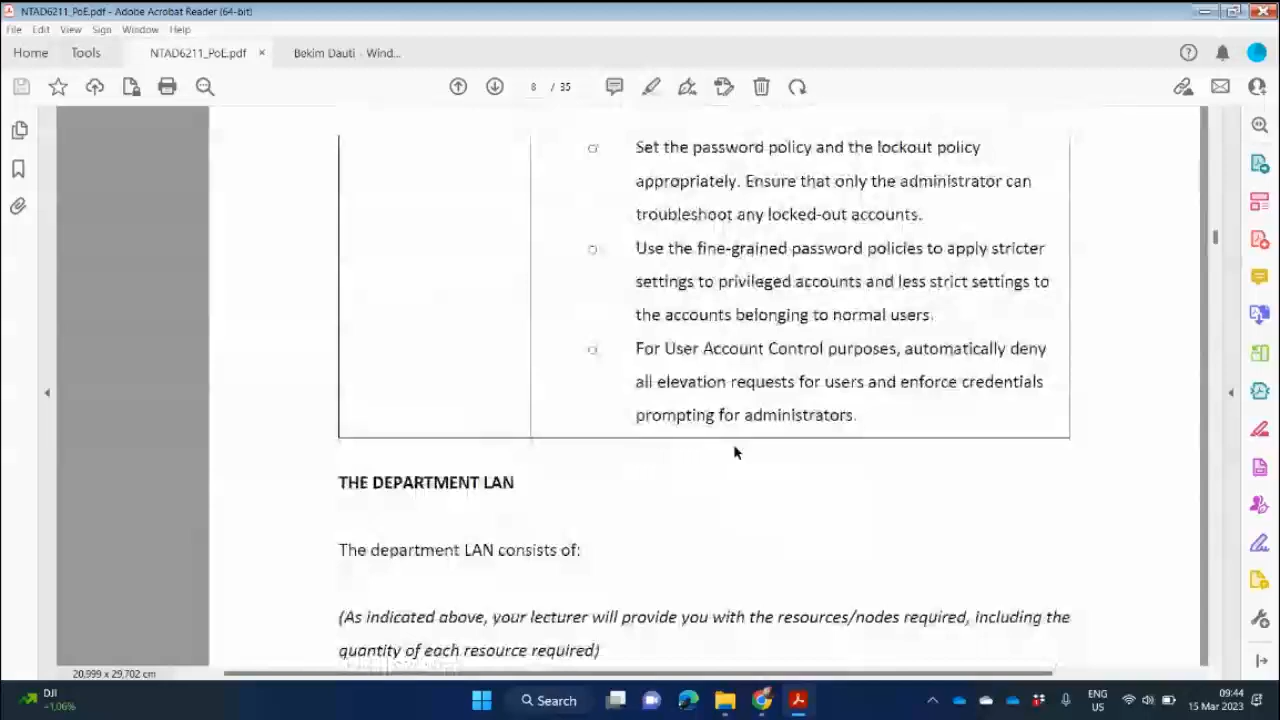 NTAD6211_PoE.pdf - Adobe Acrobat Reader (64-bit)
File Edit View Sign Window Help
Home Tools NTAD6211_PoE.pdf × Bekim Dauti - Wind...
8 / 35
Set the password policy and the lockout policy
appropriately. Ensure that only the administrator can
troubleshoot any locked-out accounts.
Use the fine-grained password policies to apply stricter
settings to privileged accounts and less strict settings to
the accounts belonging to normal users.
For User Account Control purposes, automatically deny
all elevation requests for users and enforce credentials
prompting for administrators.
THE DEPARTMENT LAN
The department LAN consists of:
(As indicated above, your lecturer will provide you with the resources/nodes required, including the
quantity of each resource required)
20,999 x 29,702 cm
DJI
-1,06%
Search
ENG
US
09:44
15 Mar 2023